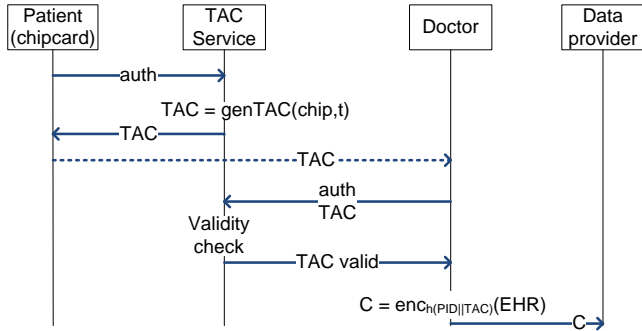 Patient
(chipcard)
TAC
Service
Doctor
Data
provider
auth
TAC = genTAC(chip,t)
TAC
TAC
auth
TAC
Validity
check
TAC valid
C = ench(PID||TAC)(EHR)
C